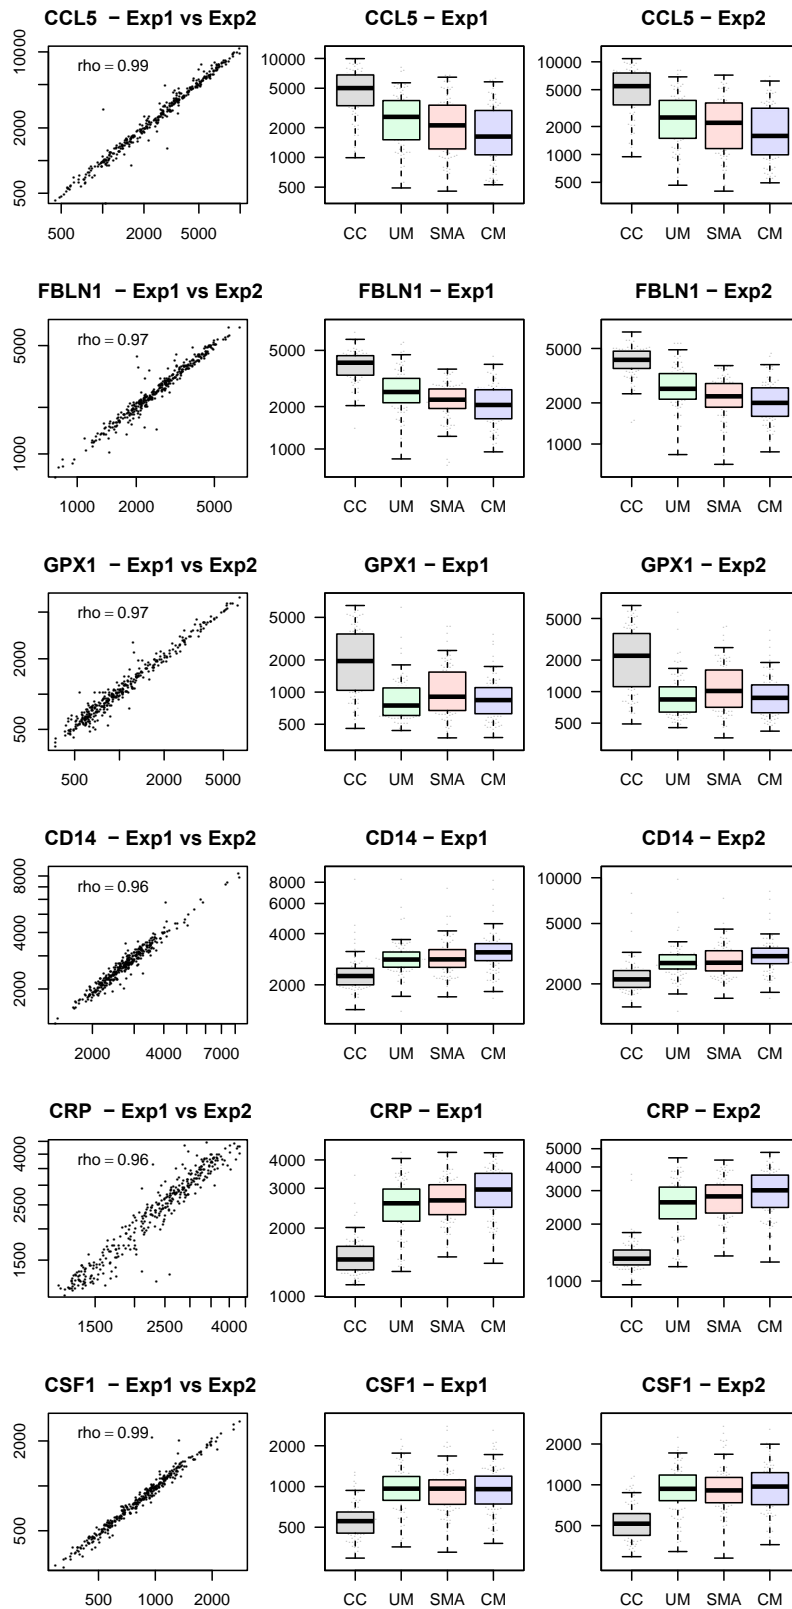 CCL5 − Exp1 vs Exp2
CCL5 − Exp1
CCL5 − Exp2
rho = 0.99
500 2000 10000
500 2000 5000
500 1000 2000 5000 10000
CC UM SMA CM
500 1000 2000 5000 10000
CC UM SMA CM
FBLN1 − Exp1 vs Exp2
FBLN1 − Exp1
FBLN1 − Exp2
rho = 0.97
1000 5000
1000 2000 5000
1000 2000 5000
CC UM SMA CM
1000 2000 5000
CC UM SMA CM
GPX1 − Exp1 vs Exp2
GPX1 − Exp1
GPX1 − Exp2
rho = 0.97
500 2000
500 2000 5000
500 1000 2000 5000
CC UM SMA CM
500 1000 2000 5000
CC UM SMA CM
CD14 − Exp1 vs Exp2
CD14 − Exp1
CD14 − Exp2
rho = 0.96
2000 4000 8000
2000 4000 7000
2000 4000 6000 8000
CC UM SMA CM
2000 5000 10000
CC UM SMA CM
CRP − Exp1 vs Exp2
CRP − Exp1
CRP − Exp2
rho = 0.96
1500 2500 4000
1500 2500 4000
1000 2000 3000 4000
CC UM SMA CM
1000 2000 3000 4000 5000
CC UM SMA CM
CSF1 − Exp1 vs Exp2
CSF1 − Exp1
CSF1 − Exp2
rho = 0.99
500 2000
500 1000 2000
500 1000 2000
CC UM SMA CM
500 1000 2000
CC UM SMA CM